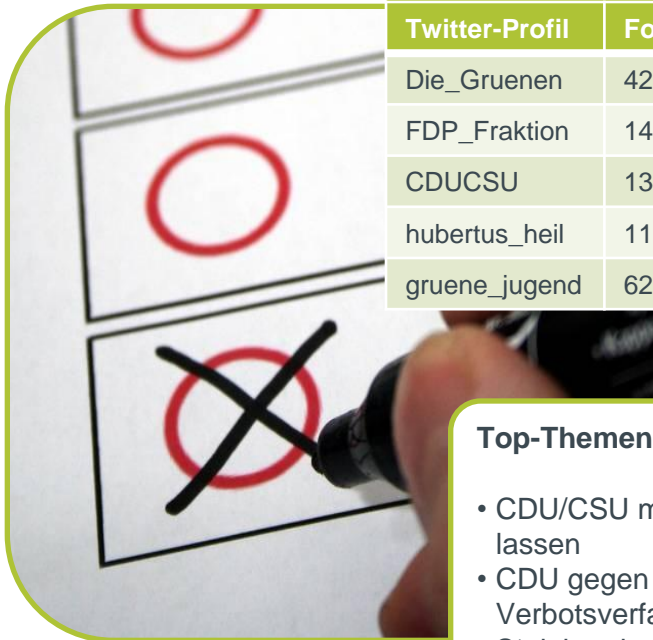 Twitter-Profil Fo
Die_Gruenen 42
FDP_Fraktion 14
CDUCSU 13
hubertus_heil 11
gruene_jugend 62
Top-Themen
• CDU/CSU m
lassen
• CDU gegen
Verbotsverfa